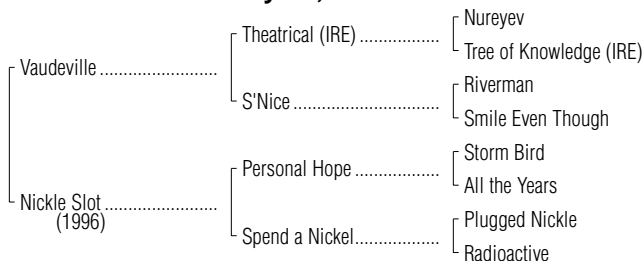 Nureyev
Theatrical (IRE) ..................
Tree of Knowledge (IRE)
Vaudeville ..........................
Riverman
S'Nice ................................
Smile Even Though
Storm Bird
Personal Hope ...................
All the Years
Nickle Slot .........................
(1996)
Plugged Nickle
Spend a Nickel...................
Radioactive